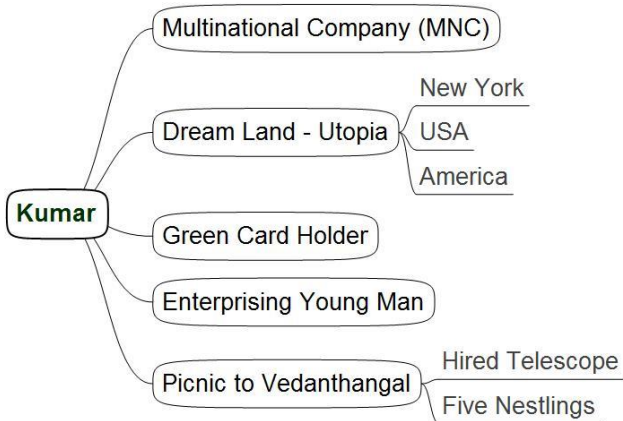 Multinational Company (MNC)
New York
Dream Land - Utopia
USA
America
Kumar
Green Card Holder
Enterprising Young Man
Hired Telescope
Picnic to Vedanthangal
Five Nestlings